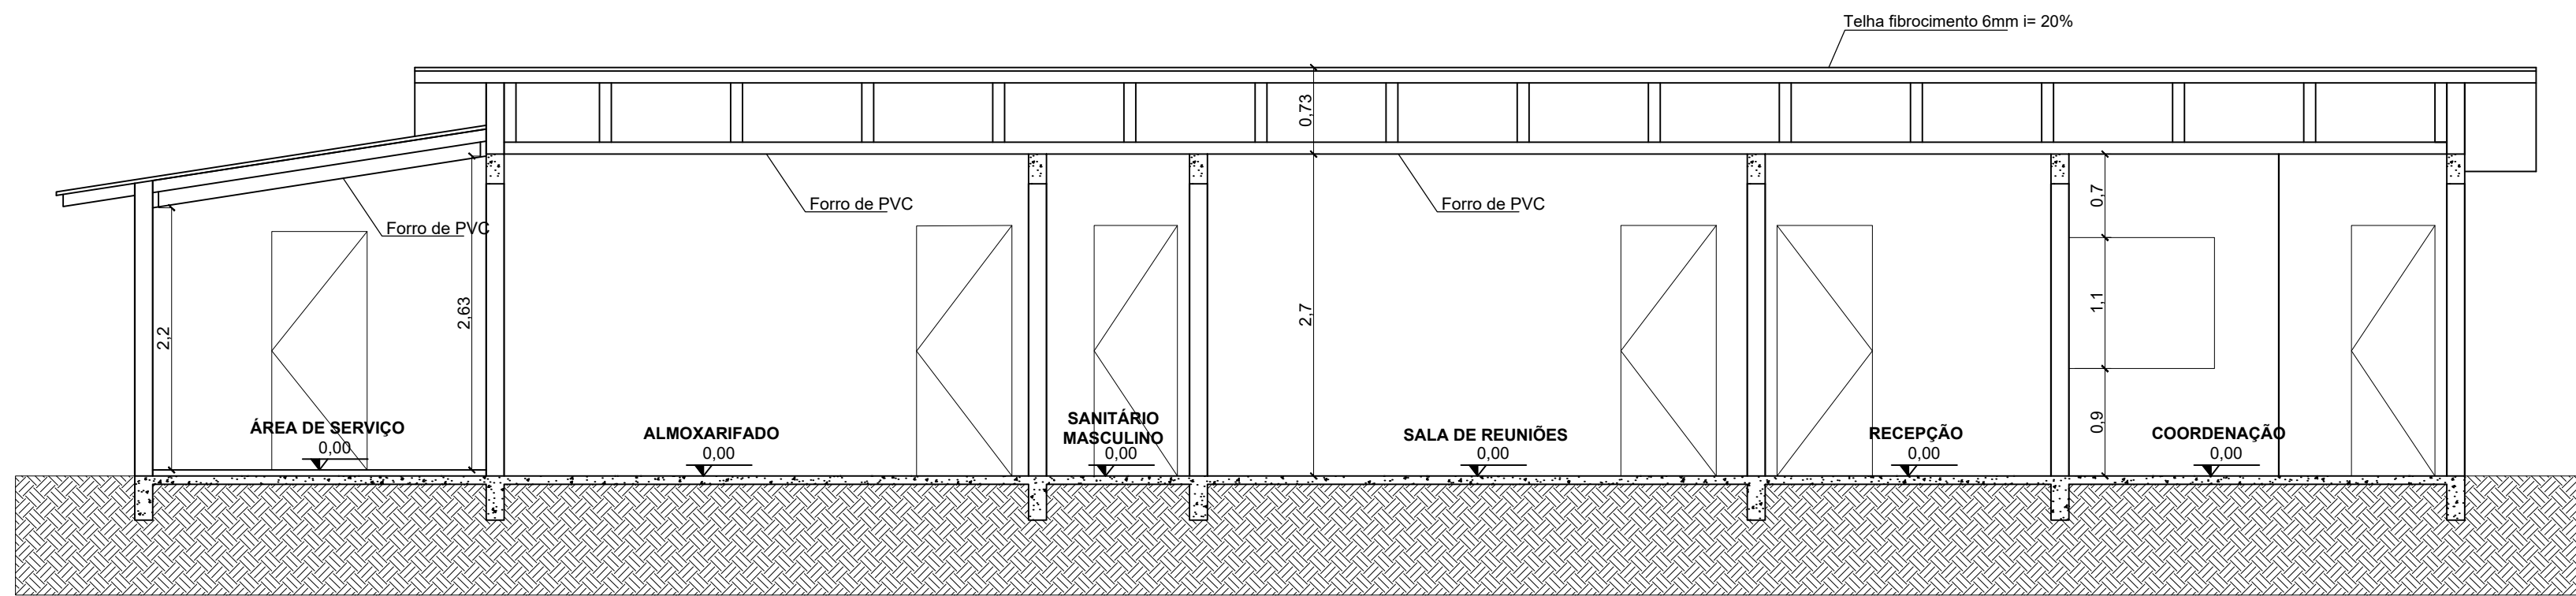 Telha fibrocimento 6mm i= 20%
0,73
Forro de PVC
Forro de PVC
Forro de PVC
0,7
2,2
2,63
2,7
1,1
0,9
ÁREA DE SERVIÇO
0,00
ALMOXARIFADO
0,00
SANITÁRIO
MASCULINO
0,00
SALA DE REUNIÕES
0,00
RECEPÇÃO
0,00
COORDENAÇÃO
0,00